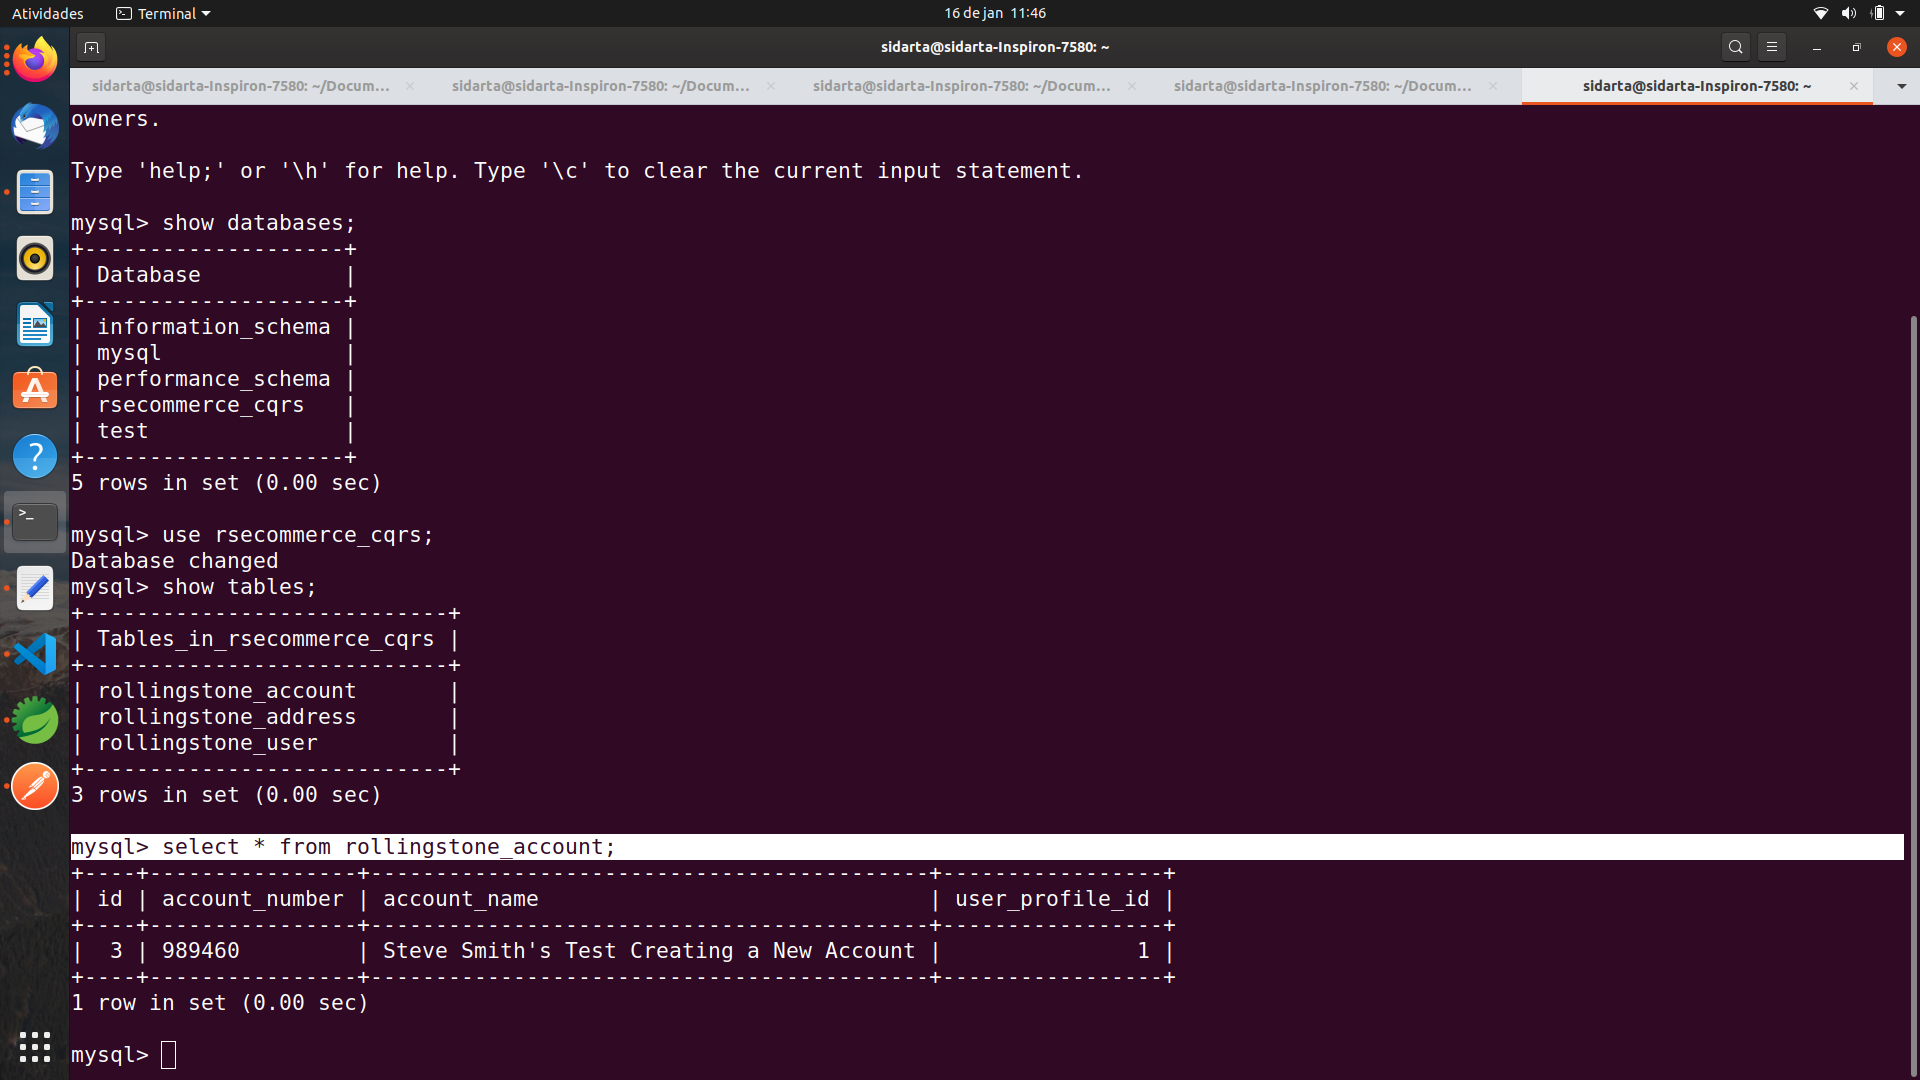 Atividades Terminal 16 de jan 11:46
sidarta@sidarta-Inspiron-7580: ~
sidarta@sidarta-Inspiron-7580: ~/Docum... sidarta@sidarta-Inspiron-7580: ~/Docum... sidarta@sidarta-Inspiron-7580: ~/Docum... sidarta@sidarta-Inspiron-7580: ~/Docum... sidarta@sidarta-Inspiron-7580: ~
owners.
Type 'help;' or '\h' for help. Type '\c' to clear the current input statement.
mysql> show databases;
+--------------------+
| Database           |
+--------------------+
| information_schema |
| mysql              |
| performance_schema |
| rsecommerce_cqrs   |
| test               |
+--------------------+
5 rows in set (0.00 sec)
mysql> use rsecommerce_cqrs;
Database changed
mysql> show tables;
+----------------------------+
| Tables_in_rsecommerce_cqrs |
+----------------------------+
| rollingstone_account       |
| rollingstone_address       |
| rollingstone_user          |
+----------------------------+
3 rows in set (0.00 sec)
mysql> select * from rollingstone_account;
+----+----------------+-------------------------------------------+-----------------+
| id | account_number | account_name                              | user_profile_id |
+----+----------------+-------------------------------------------+-----------------+
|  3 | 989460         | Steve Smith's Test Creating a New Account |               1 |
+----+----------------+-------------------------------------------+-----------------+
1 row in set (0.00 sec)
mysql>